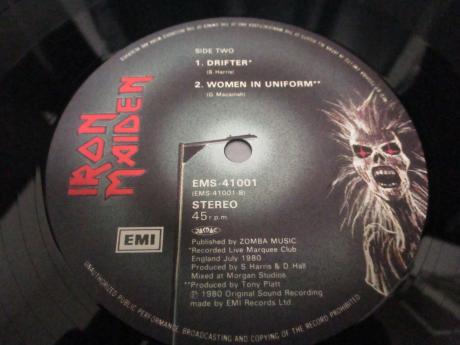 IRON
MAIDEN
SIDE TWO
1. DRIFTER*
(S. Harris)
2. WOMEN IN UNIFORM**
(G. Macainsh)
EMS-41001
(EMS-41001-B)
STEREO
45 r.p.m.
JASRAC
EMI
Published by ZOMBA MUSIC
*Recorded Live Marquee Club
England July 1980
Produced by S. Harris & D. Hall
Mixed at Morgan Studios
**Produced by Tony Platt
℗ 1980 Original Sound Recording
made by EMI Records Ltd
UNAUTHORIZED PUBLIC PERFORMANCE, BROADCASTING AND COPYING OF THE RECORD PROHIBITED.